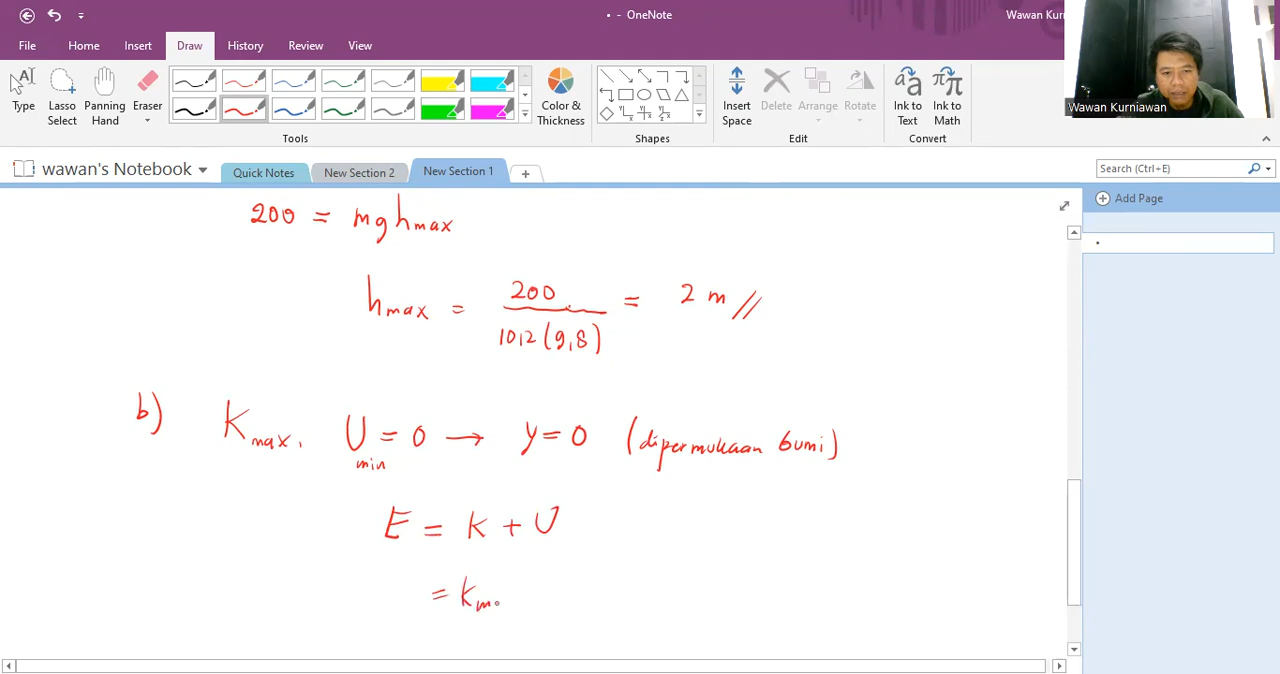 - OneNote
Wawan Kur
File Home Insert Draw History Review View
Type
Lasso Select
Panning Hand
Eraser
Color & Thickness
Insert Space
Delete
Arrange
Rotate
Ink to Text
Ink to Math
Tools
Shapes
Edit
Convert
Wawan Kurniawan
wawan's Notebook
Quick Notes
New Section 2
New Section 1
Search (Ctrl+E)
Add Page
200 = mg hmax
hmax = 200 / 10,2 (9,8) = 2 m //
b) Kmax, Umin = 0 → y = 0 (dipermukaan bumi)
E = K + U
= Km